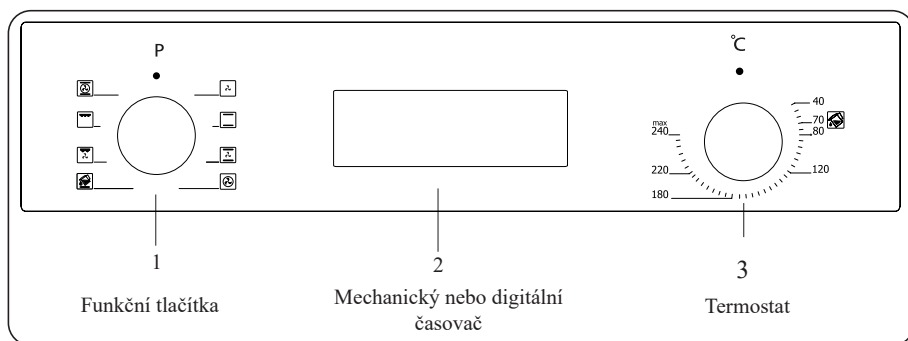 P
°C
40
70
80
120
180
220
max
240
1
Funkční tlačítka
2
Mechanický nebo digitální
časovač
3
Termostat